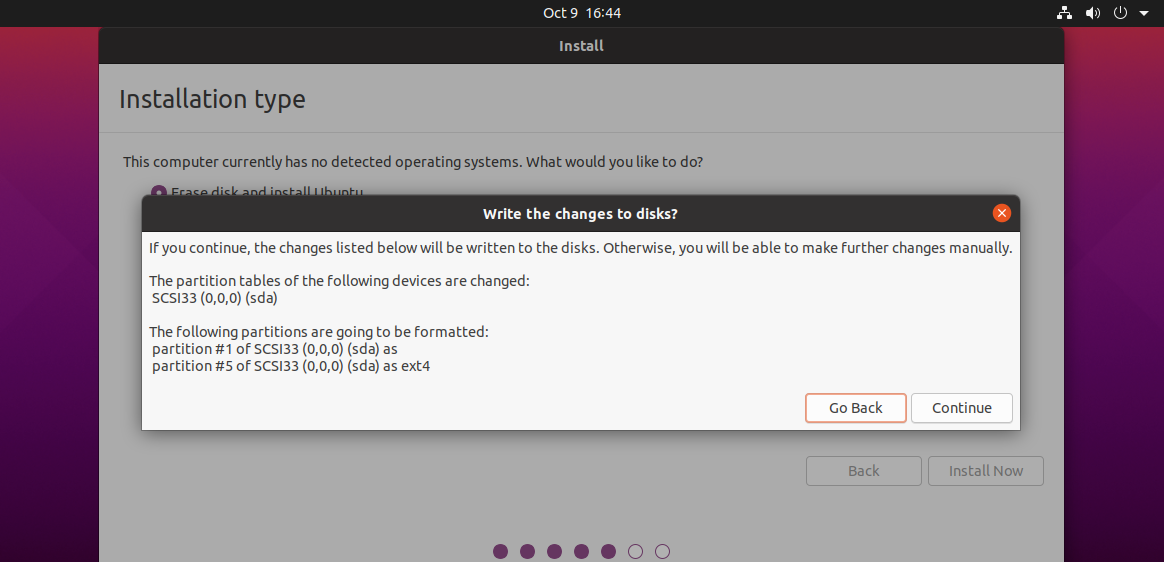 Oct 9 16:44
Install
Installation type
This computer currently has no detected operating systems. What would you like to do?
Erase disk and install Ubuntu
Write the changes to disks?
If you continue, the changes listed below will be written to the disks. Otherwise, you will be able to make further changes manually.
The partition tables of the following devices are changed:
SCSI33 (0,0,0) (sda)
The following partitions are going to be formatted:
partition #1 of SCSI33 (0,0,0) (sda) as
partition #5 of SCSI33 (0,0,0) (sda) as ext4
Go Back Continue
Back Install Now